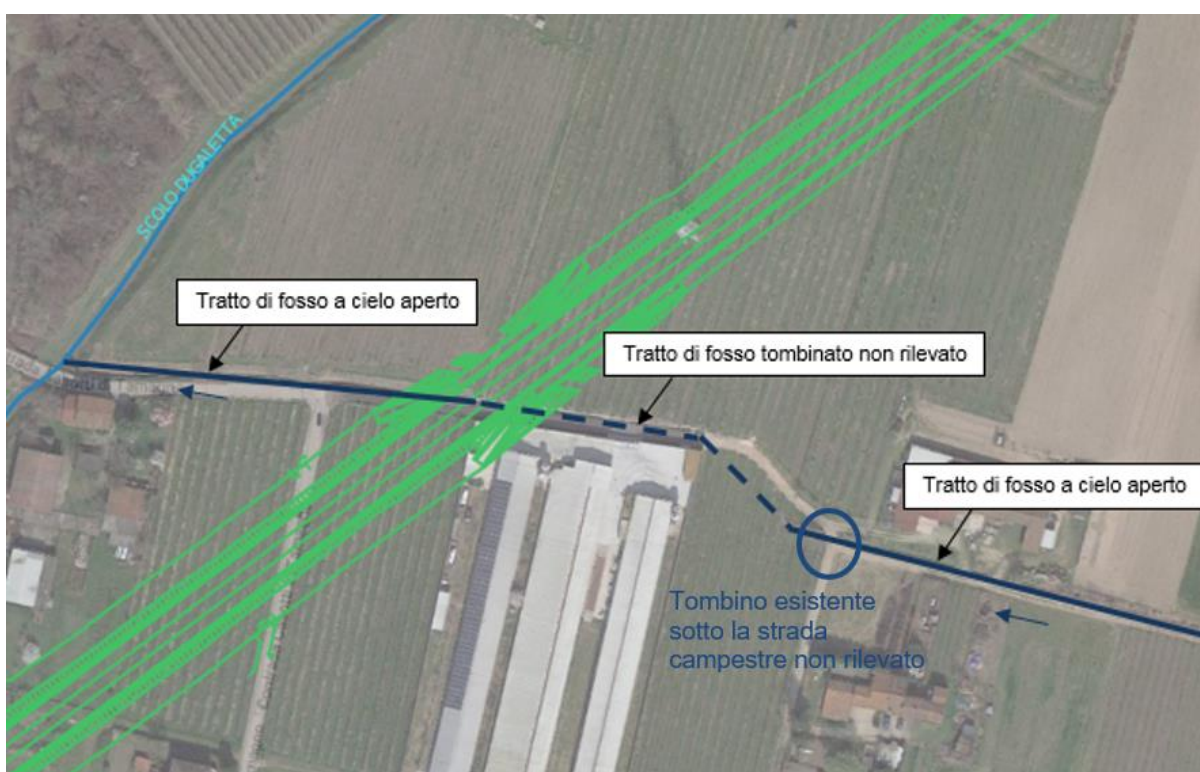 SCOLO DUGALETTA
Tratto di fosso a cielo aperto
Tratto di fosso tombinato non rilevato
Tratto di fosso a cielo aperto
Tombino esistente
sotto la strada
campestre non rilevato